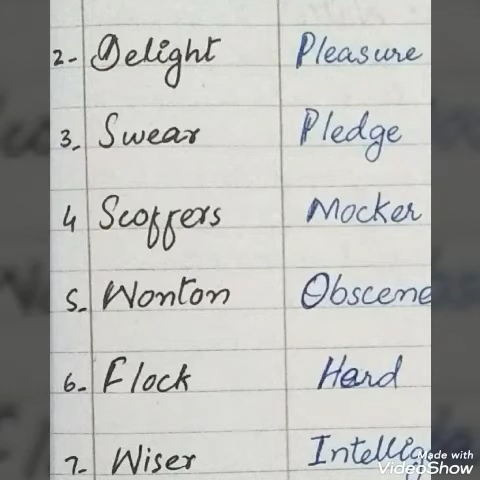 2- Delight Pleasure
3. Swear Pledge
4 Scoffers Mocker
5. Wonton Obscene
6- Flock Hard
7- Wiser Intellig
Made with
VideoShow